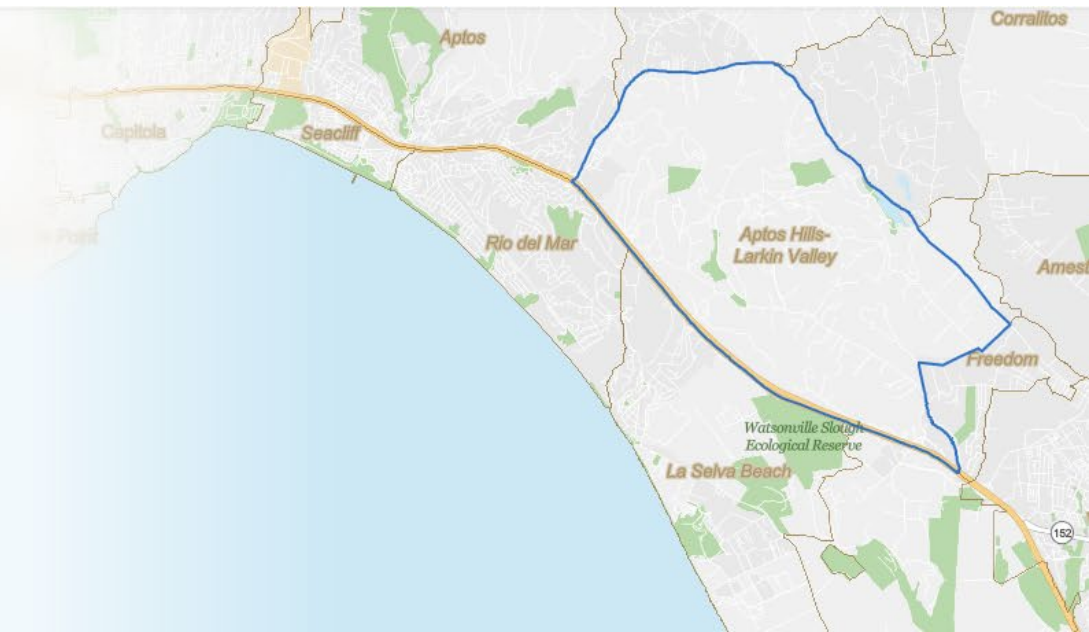 Corralitos
Aptos
Capitola
Seacliff
Rio del Mar
Aptos Hills-
Larkin Valley
Amest
Freedom
Watsonville Slough
Ecological Reserve
La Selva Beach
152